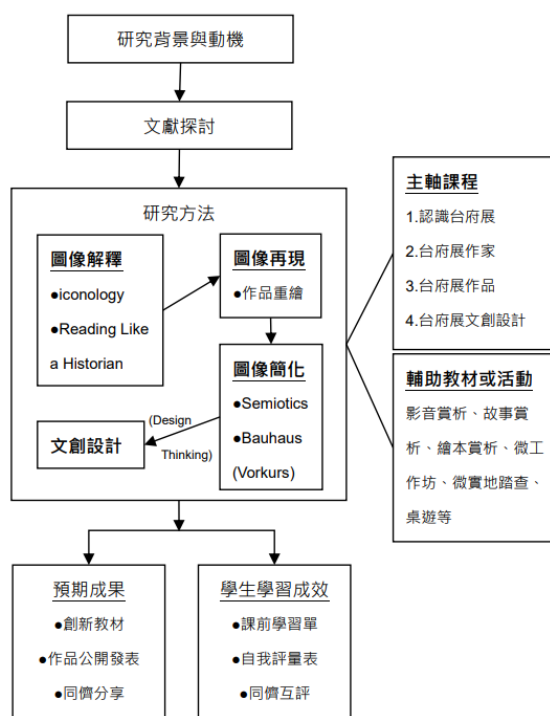 研究背景與動機
文獻探討
研究方法
圖像解釋
●iconology
●Reading Like
a Historian
圖像再現
●作品重繪
圖像簡化
●Semiotics
●Bauhaus
(Vorkurs)
(Design
Thinking)
文創設計
主軸課程
1.認識台府展
2.台府展作家
3.台府展作品
4.台府展文創設計
輔助教材或活動
影音賞析、故事賞
析、繪本賞析、微工
作坊、微實地踏查、
桌遊等
預期成果
●創新教材
●作品公開發表
●同儕分享
學生學習成效
●課前學習單
●自我評量表
●同儕互評